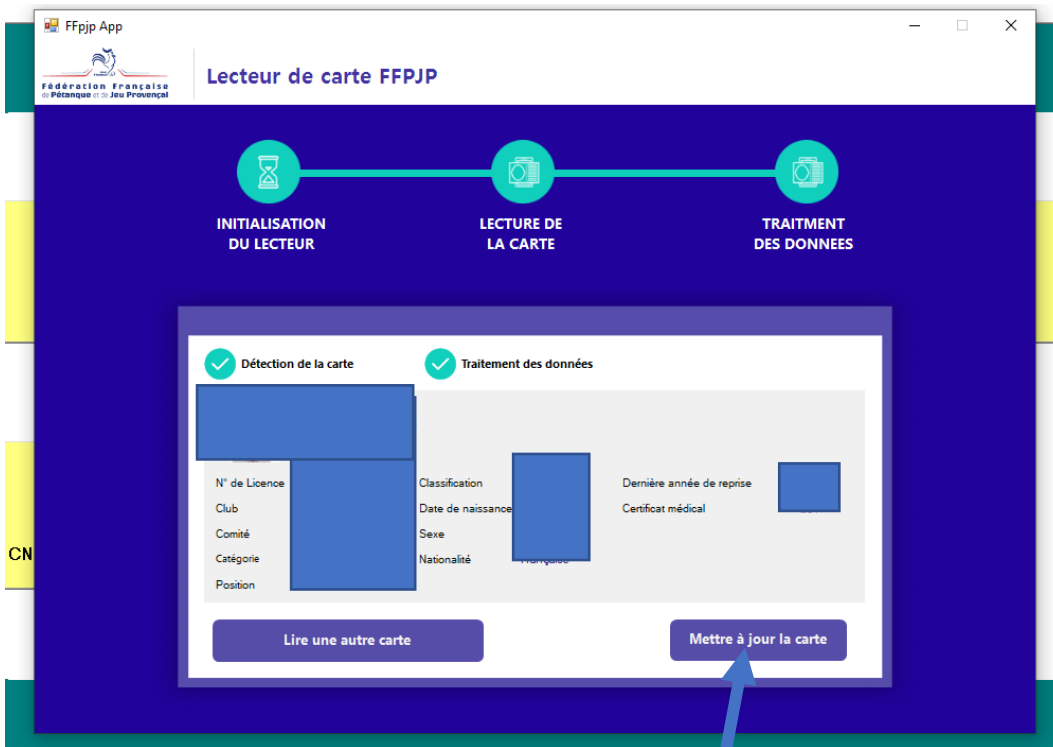 FFpjp App
Fédération Française
de Pétanque et de Jeu Provençal
Lecteur de carte FFPJP
INITIALISATION
DU LECTEUR
LECTURE DE
LA CARTE
TRAITMENT
DES DONNEES
Détection de la carte
Traitement des données
N° de Licence
Classification
Dernière année de reprise
Club
Date de naissance
Certificat médical
Comité
Sexe
CN
Catégorie
Nationalité
Position
Lire une autre carte
Mettre à jour la carte